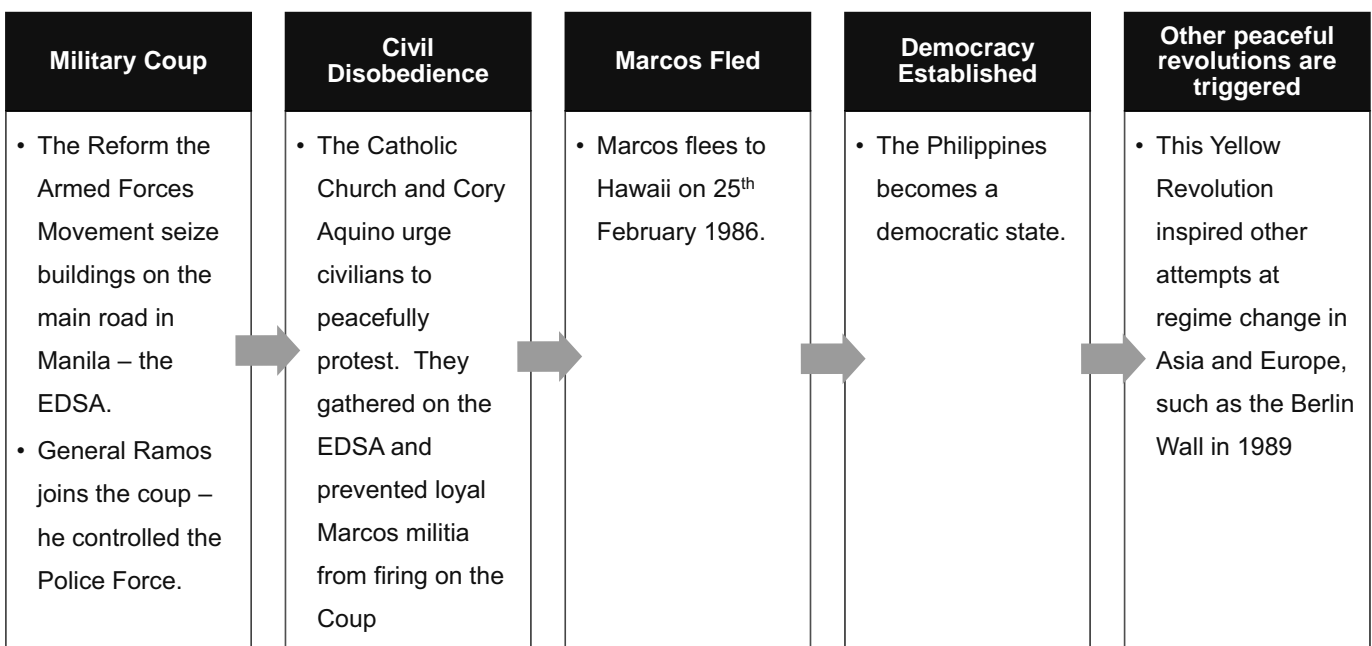 Military Coup
• The Reform the
Armed Forces
Movement seize
buildings on the
main road in
Manila – the
EDSA.
• General Ramos
joins the coup –
he controlled the
Police Force.
Civil
Disobedience
• The Catholic
Church and Cory
Aquino urge
civilians to
peacefully
protest.  They
gathered on the
EDSA and
prevented loyal
Marcos militia
from firing on the
Coup
Marcos Fled
• Marcos flees to
Hawaii on 25th
February 1986.
Democracy
Established
• The Philippines
becomes a
democratic state.
Other peaceful
revolutions are
triggered
• This Yellow
Revolution
inspired other
attempts at
regime change in
Asia and Europe,
such as the Berlin
Wall in 1989